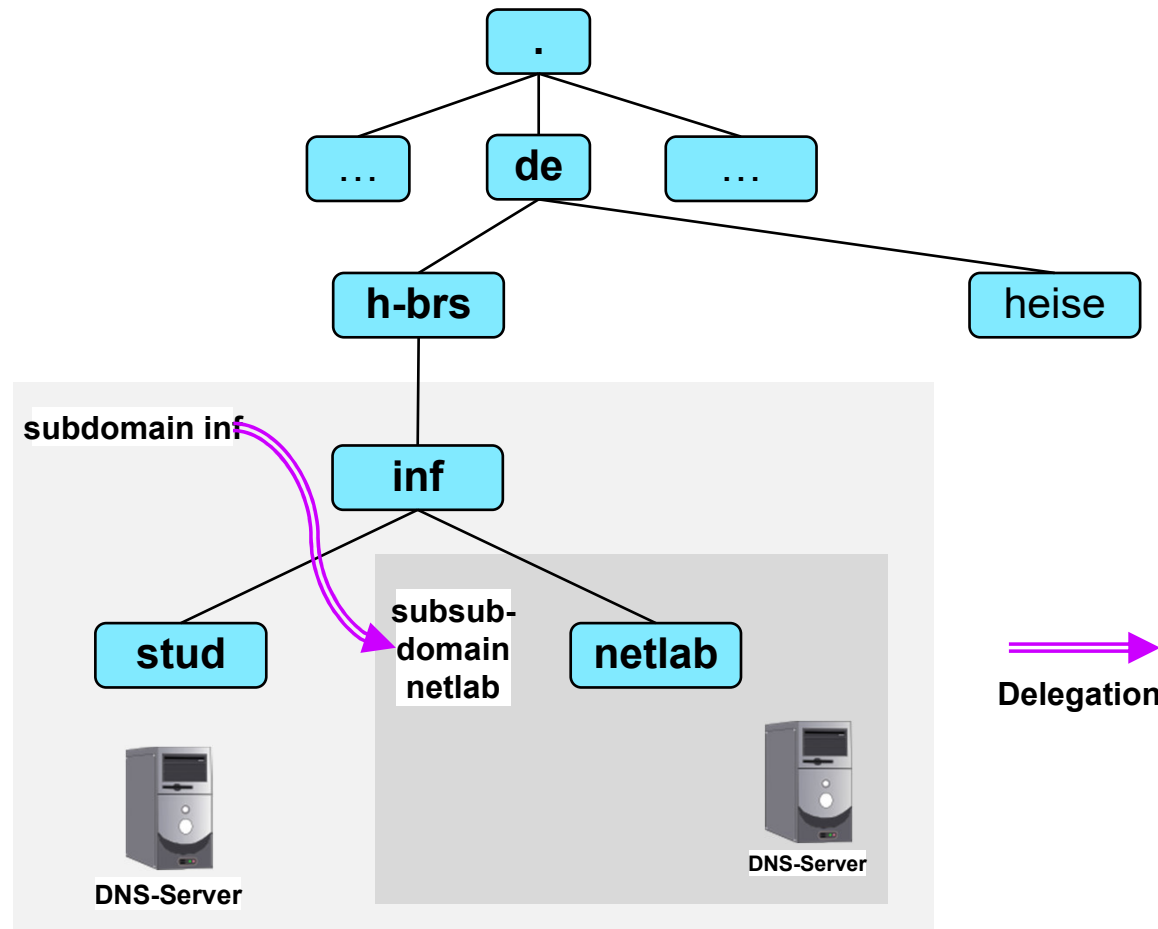 .
... de ...
h-brs heise
subdomain inf
inf
stud
subsub-
domain
netlab
netlab
Delegation
DNS-Server
DNS-Server